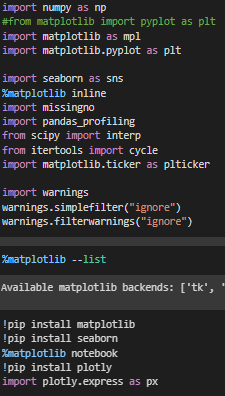 import numpy as np
#from matplotlib import pyplot as plt
import matplotlib as mpl
import matplotlib.pyplot as plt
import seaborn as sns
%matplotlib inline
import missingno
import pandas_profiling
from scipy import interp
from itertools import cycle
import matplotlib.ticker as plticker
import warnings
warnings.simplefilter("ignore")
warnings.filterwarnings("ignore")
%matplotlib --list
Available matplotlib backends: ['tk', '
!pip install matplotlib
!pip install seaborn
%matplotlib notebook
!pip install plotly
import plotly.express as px